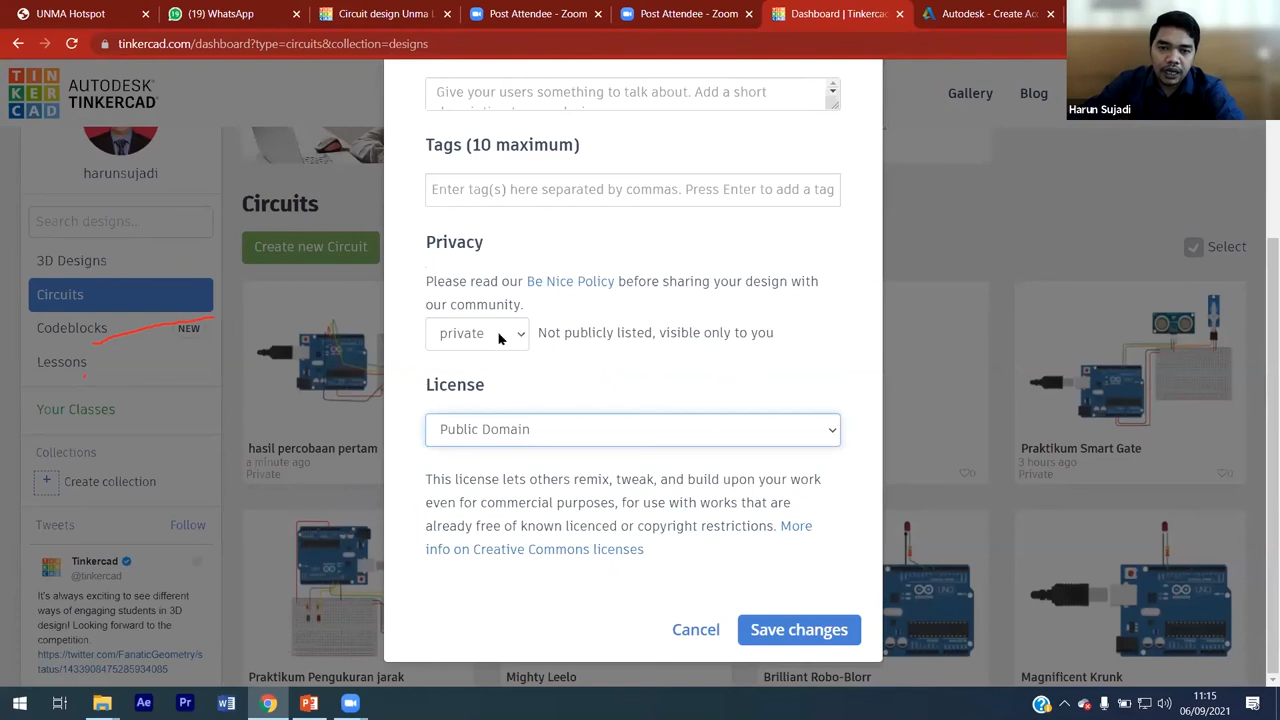 SOLUSI Hotspot
(19) WhatsApp
Circuit design Unma L
Post Attendee - Zoom
Post Attendee - Zoom
Dashboard | Tinkercad
Autodesk - Create Ac
tinkercad.com/dashboard?type=circuits&collection=designs
Harun Sujadi
TIN
KER
CAD
AUTODESK
TINKERCAD
Gallery
Blog
harunsujadi
Search designs..
3D Designs
Circuits
Codeblocks
NEW
Lessons
Your Classes
Collections
+ Create collection
Tweets
Follow
Tinkercad
@tinkercad
It's always exciting to see different
ways of engaging students in 3D
design! Looking forward to the
competition.
https://twitter.com/FanaticGeometry/s
tatus/1433908475285934085
Circuits
Create new Circuit
Select
hasil percobaan pertam
a minute ago
Private
0
Praktikum Smart Gate
3 hours ago
Private
0
Praktikum Pengukuran jarak
Mighty Leelo
Brilliant Robo-Blorr
Magnificent Krunk
Give your users something to talk about. Add a short
Tags (10 maximum)
Enter tag(s) here separated by commas. Press Enter to add a tag
Privacy
Please read our Be Nice Policy before sharing your design with
our community.
private
Not publicly listed, visible only to you
License
Public Domain
This license lets others remix, tweak, and build upon your work
even for commercial purposes, for use with works that are
already free of known licenced or copyright restrictions. More
info on Creative Commons licenses
Cancel
Save changes
Ae
Pr
11:15
06/09/2021